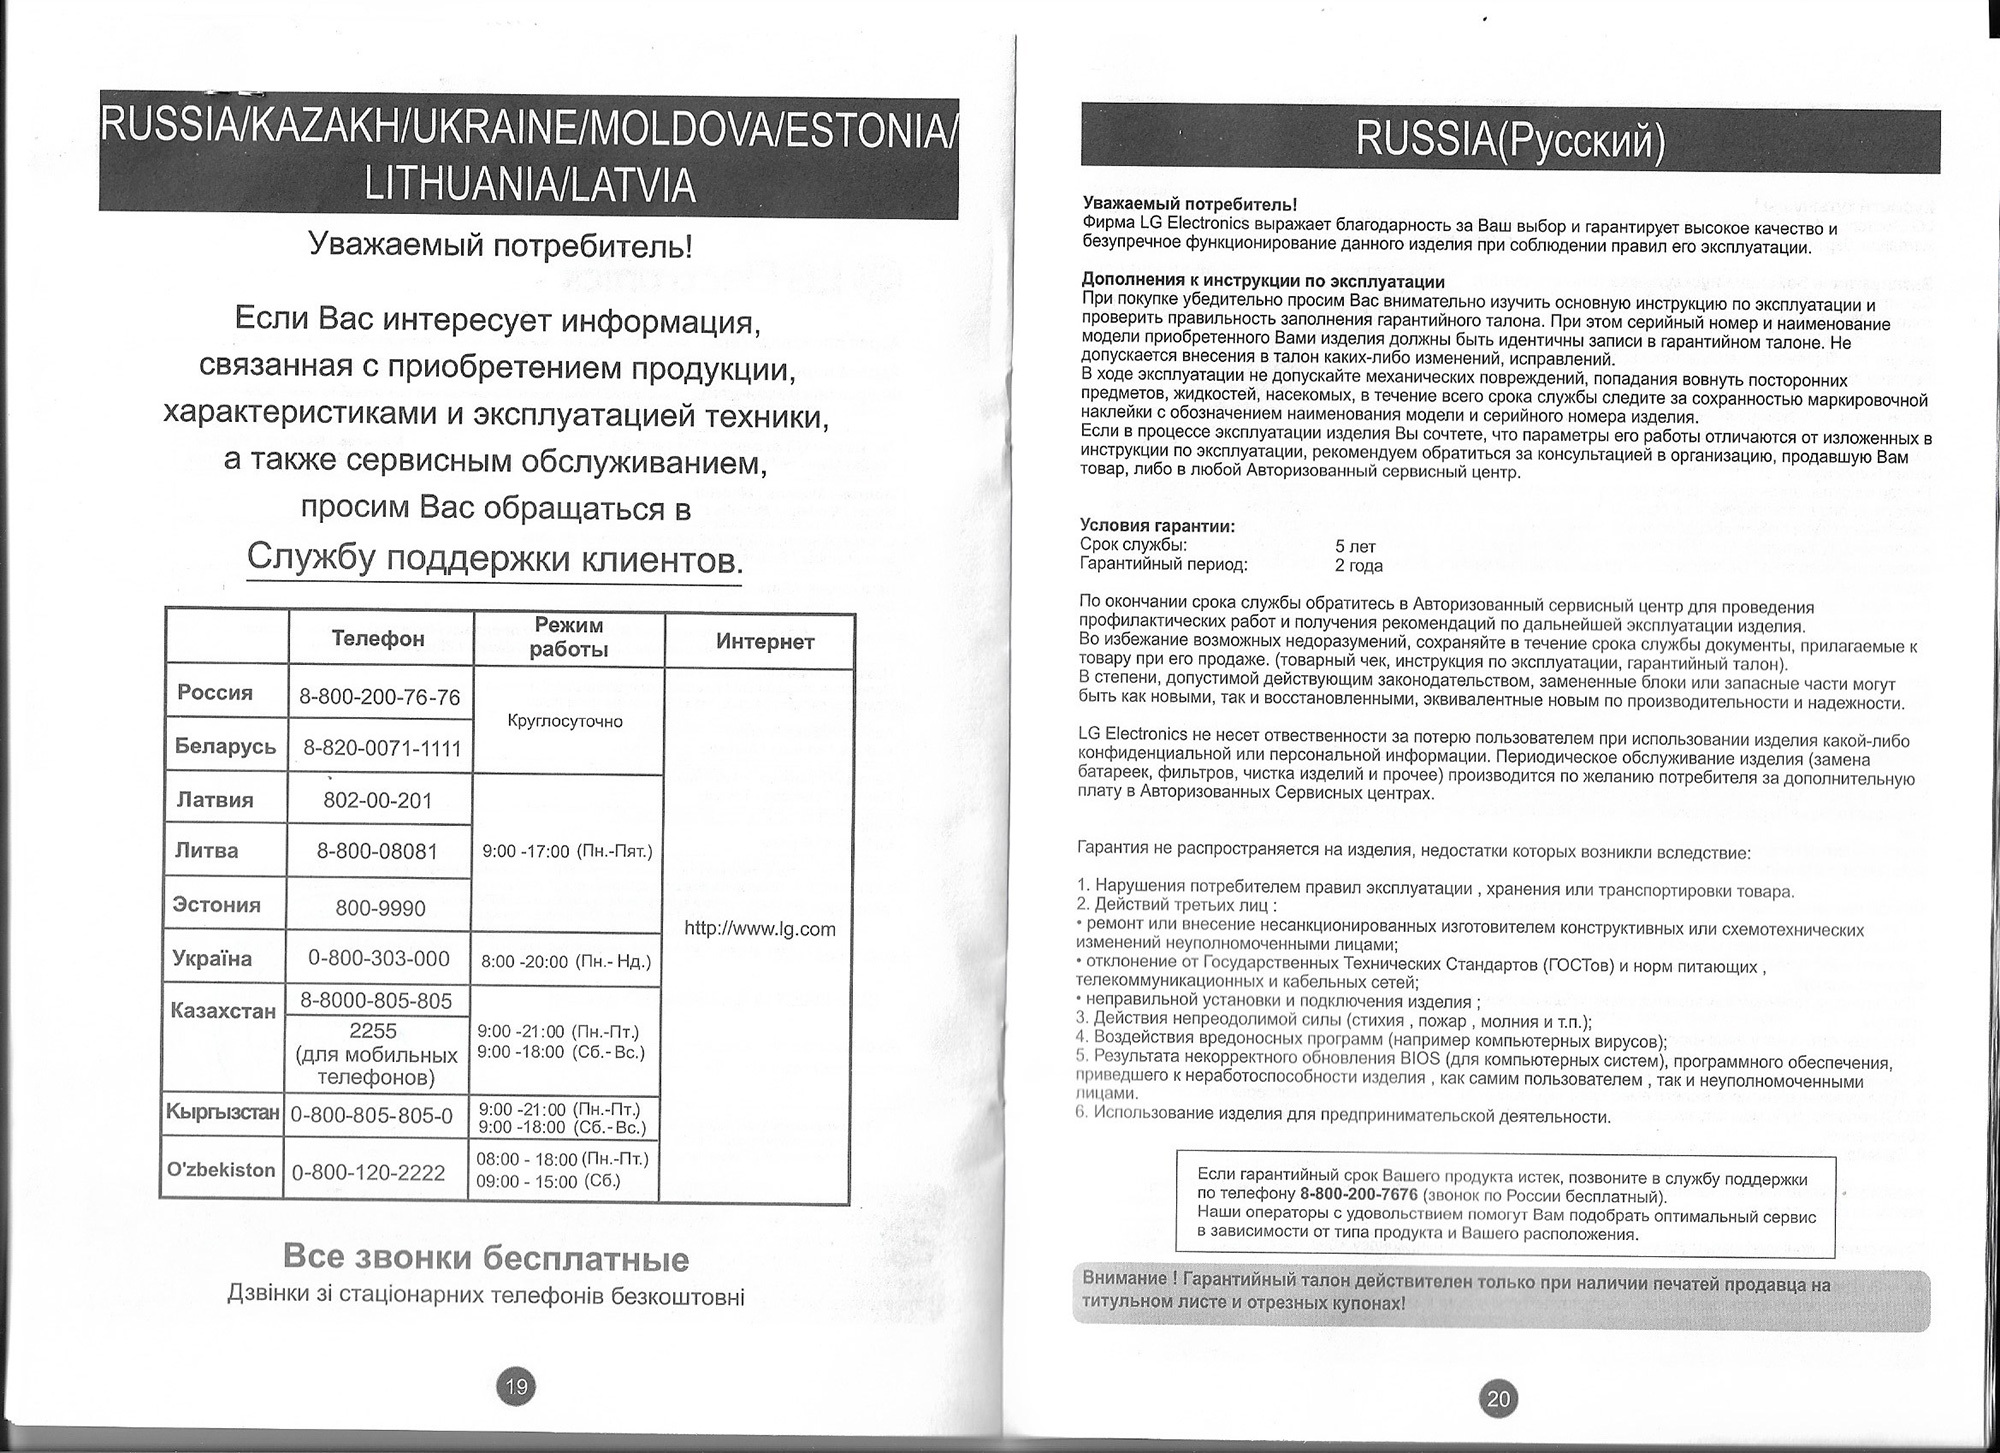 RUSSIA/KAZAKH/UKRAINE/MOLDOVA/ESTONIA/
LITHUANIA/LATVIA
Уважаемый потребитель!
Если Вас интересует информация,
связанная с приобретением продукции,
характеристиками и эксплуатацией техники,
а также сервисным обслуживанием,
просим Вас обращаться в
Службу поддержки клиентов.
Телефон
Режим
работы
Интернет
Россия
8-800-200-76-76
Круглосуточно
Беларусь
8-820-0071-1111
Латвия
802-00-201
Литва
8-800-08081
9:00 -17:00 (Пн.-Пят.)
Эстония
800-9990
http://www.lg.com
Україна
0-800-303-000
8:00 -20:00 (Пн.- Нд.)
Казахстан
8-8000-805-805
2255
(для мобильных
телефонов)
9:00 -21:00 (Пн.-Пт.)
9:00 -18:00 (Сб.- Вс.)
Кыргызстан
0-800-805-805-0
9:00 -21:00 (Пн.-Пт.)
9:00 -18:00 (Сб.- Вс.)
O'zbekiston
0-800-120-2222
08:00 - 18:00 (Пн.-Пт.)
09:00 - 15:00 (Сб.)
Все звонки бесплатные
Дзвінки зі стаціонарних телефонів безкоштовні
19
RUSSIA(Русский)
Уважаемый потребитель!
Фирма LG Electronics выражает благодарность за Ваш выбор и гарантирует высокое качество и
безупречное функционирование данного изделия при соблюдении правил его эксплуатации.
Дополнения к инструкции по эксплуатации
При покупке убедительно просим Вас внимательно изучить основную инструкцию по эксплуатации и
проверить правильность заполнения гарантийного талона. При этом серийный номер и наименование
модели приобретенного Вами изделия должны быть идентичны записи в гарантийном талоне. Не
допускается внесения в талон каких-либо изменений, исправлений.
В ходе эксплуатации не допускайте механических повреждений, попадания вовнуть посторонних
предметов, жидкостей, насекомых, в течение всего срока службы следите за сохранностью маркировочной
наклейки с обозначением наименования модели и серийного номера изделия.
Если в процессе эксплуатации изделия Вы сочтете, что параметры его работы отличаются от изложенных в
инструкции по эксплуатации, рекомендуем обратиться за консультацией в организацию, продавшую Вам
товар, либо в любой Авторизованный сервисный центр.
Условия гарантии:
Срок службы: 5 лет
Гарантийный период: 2 года
По окончании срока службы обратитесь в Авторизованный сервисный центр для проведения
профилактических работ и получения рекомендаций по дальнейшей эксплуатации изделия.
Во избежание возможных недоразумений, сохраняйте в течение срока службы документы, прилагаемые к
товару при его продаже. (товарный чек, инструкция по эксплуатации, гарантийный талон).
В степени, допустимой действующим законодательством, замененные блоки или запасные части могут
быть как новыми, так и восстановленными, эквивалентные новым по производительности и надежности.
LG Electronics не несет отвественности за потерю пользователем при использовании изделия какой-либо
конфиденциальной или персональной информации. Периодическое обслуживание изделия (замена
батареек, фильтров, чистка изделий и прочее) производится по желанию потребителя за дополнительную
плату в Авторизованных Сервисных центрах.
Гарантия не распространяется на изделия, недостатки которых возникли вследствие:
1. Нарушения потребителем правил эксплуатации , хранения или транспортировки товара.
2. Действий третьих лиц :
• ремонт или внесение несанкционированных изготовителем конструктивных или схемотехнических
изменений неуполномоченными лицами;
• отклонение от Государственных Технических Стандартов (ГОСТов) и норм питающих ,
телекоммуникационных и кабельных сетей;
• неправильной установки и подключения изделия ;
3. Действия непреодолимой силы (стихия , пожар , молния и т.п.);
4. Воздействия вредоносных программ (например компьютерных вирусов);
5. Результата некорректного обновления BIOS (для компьютерных систем), программного обеспечения,
приведшего к неработоспособности изделия , как самим пользователем , так и неуполномоченными
лицами.
6. Использование изделия для предпринимательской деятельности.
Если гарантийный срок Вашего продукта истек, позвоните в службу поддержки
по телефону 8-800-200-7676 (звонок по России бесплатный).
Наши операторы с удовольствием помогут Вам подобрать оптимальный сервис
в зависимости от типа продукта и Вашего расположения.
Внимание ! Гарантийный талон действителен только при наличии печатей продавца на
титульном листе и отрезных купонах!
20